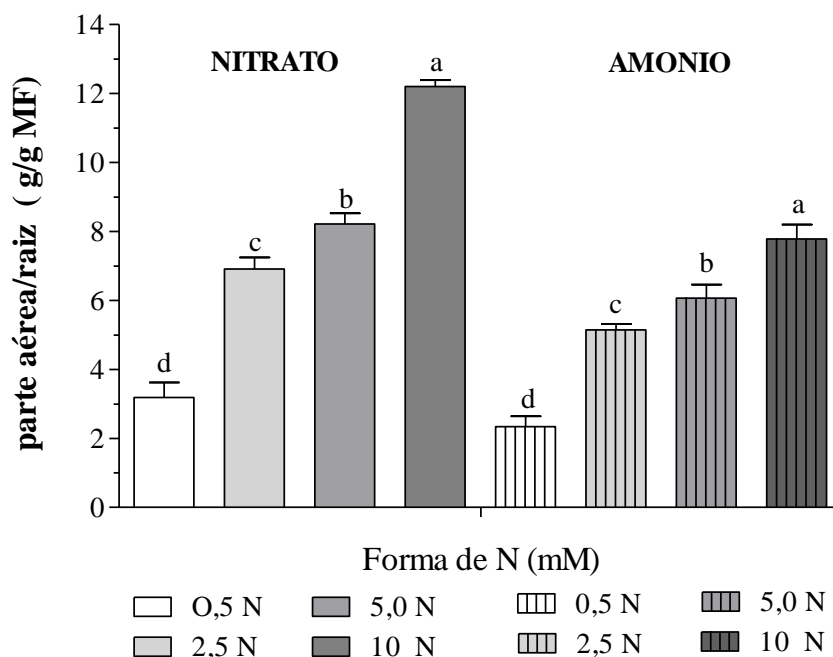 14
12
10
8
6
4
2
0
parte aérea/raiz ( g/g MF)
NITRATO
AMONIO
d
c
b
a
d
c
b
a
Forma de N (mM)
O,5 N
5,0 N
0,5 N
5,0 N
2,5 N
10 N
2,5 N
10 N